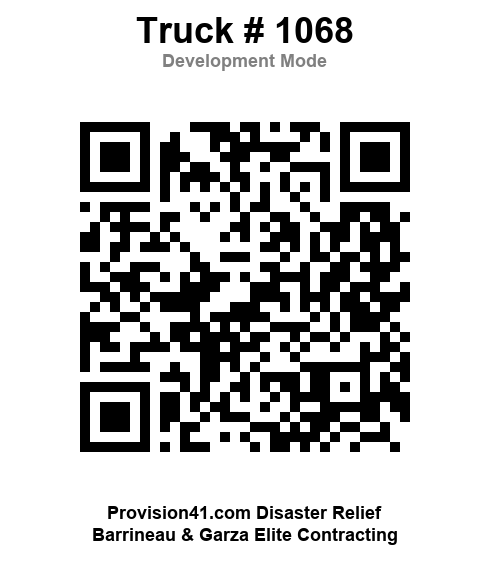 Truck # 1068
Development Mode
Provision41.com Disaster Relief
Barrineau & Garza Elite Contracting